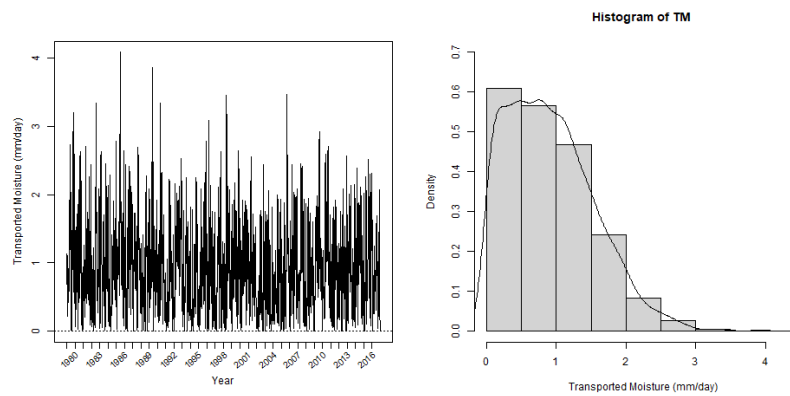 Transported Moisture (mm/day)
4
3
2
1
0
1980 1983 1986 1989 1992 1995 1998 2001 2004 2007 2010 2013 2016
Year
Histogram of TM
Density
0.7
0.6
0.5
0.4
0.3
0.2
0.1
0.0
0 1 2 3 4
Transported Moisture (mm/day)